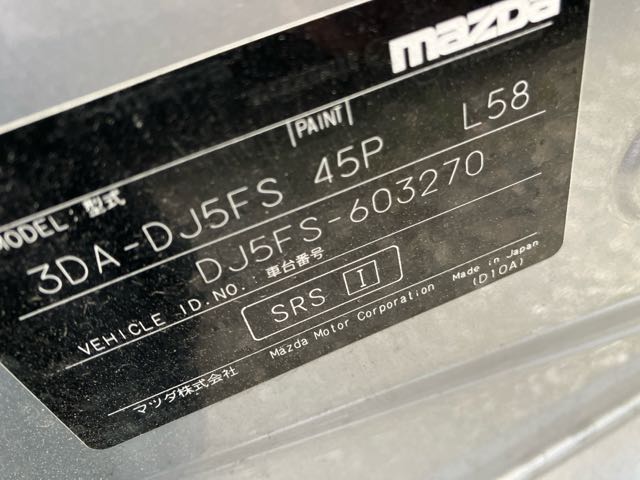 mazda
PAINT
MODEL: 型式 3DA-DJ5FS 45P L58
VEHICLE ID.NO.: 車台番号 DJ5FS-603270
SRS I
マツダ株式会社 Mazda Motor Corporation Made in Japan
(D10A)